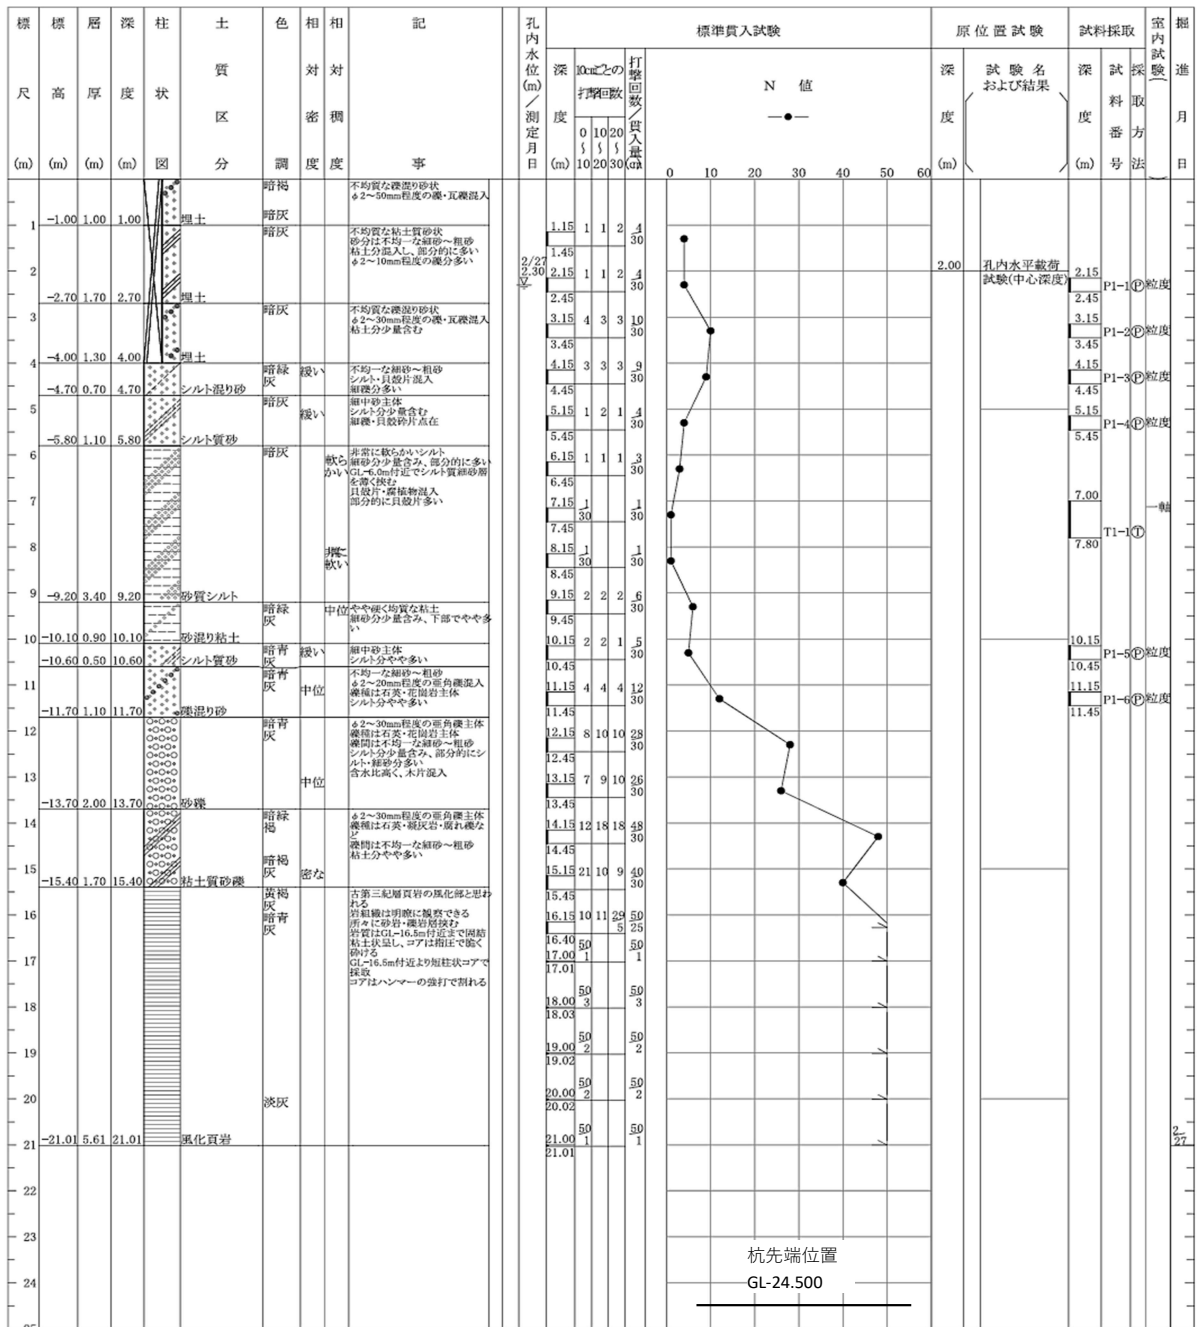 標尺(m)
標高(m)
層厚(m)
深度(m)
柱状図
土質区分
色調
相対密度
相対稠度
記事
孔内水位(m)／測定月日
標準貫入試験
深度(m)
10cmごとの打撃回数
0～10
10～20
20～30
打撃回数/貫入量(cm)
N 値
0 10 20 30 40 50 60
原位置試験
深度(m)
試験名および結果
試料採取
深度(m)
試料番号
採取方法
室内試験
掘進月日
1 -1.00 1.00 1.00 埋土
暗褐
暗灰
不均質な礫混り砂状
φ2～50mm程度の礫・瓦礫混入
2
3 -2.70 1.70 2.70 埋土
暗灰
不均質な粘土質砂状
砂分は不均一な細砂～粗砂
粘土分混入し、部分的に多い
φ2～10mm程度の礫分多い
4 -4.00 1.30 4.00 埋土
暗灰
不均質な礫混り砂状
φ2～30mm程度の礫・瓦礫混入
粘土分少量含む
-4.70 0.70 4.70 シルト混り砂
暗緑灰
緩い
不均一な細砂～粗砂
シルト・貝殻片混入
細礫分多い
5
-5.80 1.10 5.80 シルト質砂
暗灰
緩い
細中砂主体
シルト分少量含む
細礫・貝殻砕片点在
6
7
8
9 -9.20 3.40 9.20 砂質シルト
暗灰
軟らかい
非常に軟い
非常に軟らかいシルト
細砂分少量含み、部分的に多い
GL-6.0m付近でシルト質細砂層
を薄く挟む
貝殻片・腐植物混入
部分的に貝殻片多い
10 -10.10 0.90 10.10 砂混り粘土
暗緑灰
中位
やや硬く均質な粘土
細砂分少量含み、下部でやや多
い
-10.60 0.50 10.60 シルト質砂
暗青灰
緩い
細中砂主体
シルト分やや多い
11
-11.70 1.10 11.70 礫混り砂
暗青灰
中位
不均一な細砂～粗砂
φ2～20mm程度の亜角礫混入
礫種は石英・花崗岩主体
シルト分やや多い
12
13
-13.70 2.00 13.70 砂礫
暗青灰
中位
φ2～30mm程度の亜角礫主体
礫種は石英・花崗岩主体
礫間は不均一な細砂～粗砂
シルト分少量含み、部分的にシ
ルト・細砂分多い
含水比高く、木片混入
14
15
-15.40 1.70 15.40 粘土質砂礫
暗緑褐
暗褐灰
密な
φ2～30mm程度の亜角礫主体
礫種は石英・凝灰岩・腐れ礫な
ど
礫間は不均一な細砂～粗砂
粘土分やや多い
16
17
18
19
20
21 -21.01 5.61 21.01 風化頁岩
黄褐灰
暗青灰
淡灰
古第三紀層頁岩の風化部と思わ
れる
岩組織は明瞭に観察できる
所々に砂岩・礫岩層挟む
岩質はGL-16.5m付近まで固結
粘土状呈し、コアは指圧で脆く
砕ける
GL-16.5m付近より短柱状コアで
採取
コアはハンマーの強打で割れる
22
23
24
25
2/27
2.30
1.15 1 1 2 4/30
1.45
2.15 1 1 2 4/30
2.45
3.15 4 3 3 10/30
3.45
4.15 3 3 3 9/30
4.45
5.15 1 2 1 4/30
5.45
6.15 1 1 1 3/30
6.45
7.15 1/30 1/30
7.45
8.15 1/30 1/30
8.45
9.15 2 2 2 6/30
9.45
10.15 2 2 1 5/30
10.45
11.15 4 4 4 12/30
11.45
12.15 8 10 10 28/30
12.45
13.15 7 9 10 26/30
13.45
14.15 12 18 18 48/30
14.45
15.15 21 10 9 40/30
15.45
16.15 10 11 29/5 50/25
16.40
17.00 50/1 50/1
17.01
18.00 50/3 50/3
18.03
19.00 50/2 50/2
19.02
20.00 50/2 50/2
20.02
21.00 50/1 50/1
21.01
2.00 孔内水平載荷
試験(中心深度)
2.15
P1-1 Ⓟ 粒度
2.45
3.15
P1-2 Ⓟ 粒度
3.45
4.15
P1-3 Ⓟ 粒度
4.45
5.15
P1-4 Ⓟ 粒度
5.45
7.00
一軸
T1-1 Ⓣ
7.80
10.15
P1-5 Ⓟ 粒度
10.45
11.15
P1-6 Ⓟ 粒度
11.45
2/27
杭先端位置
GL-24.500